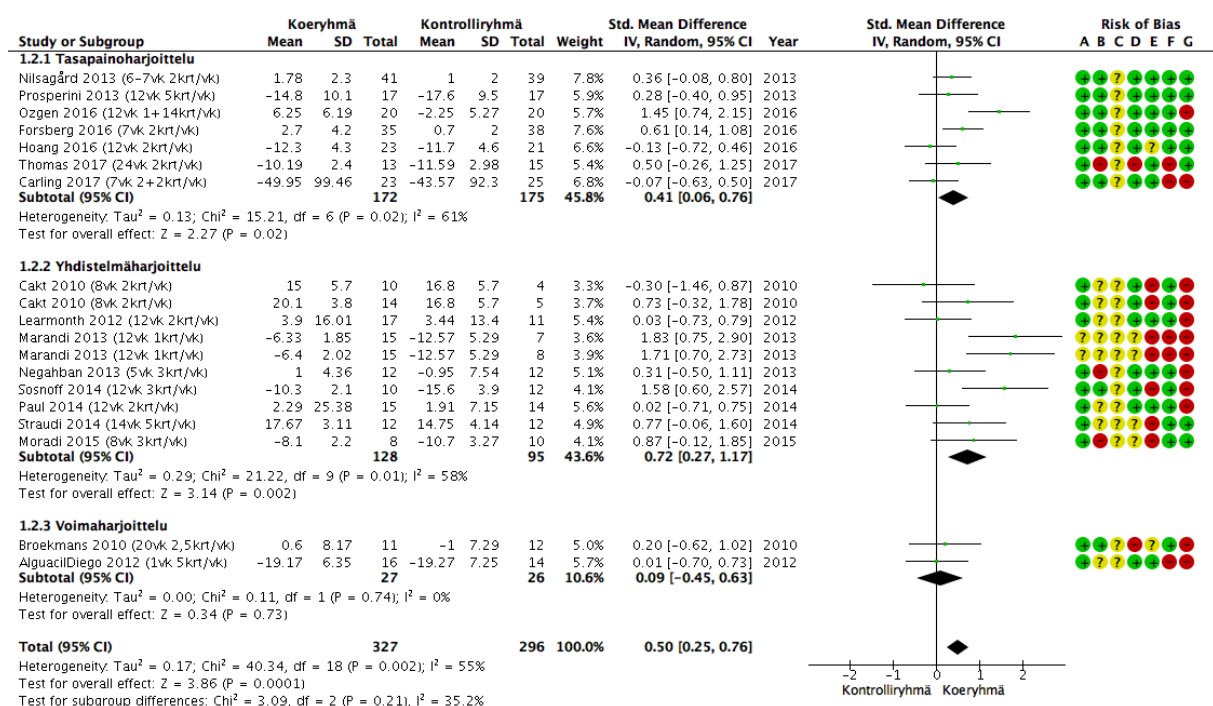 Koeryhmä Kontrolliryhmä Std. Mean Difference Std. Mean Difference Risk of Bias
Study or Subgroup Mean SD Total Mean SD Total Weight IV, Random, 95% CI Year IV, Random, 95% CI A B C D E F G
1.2.1 Tasapainoharjoittelu
Nilsagård 2013 (6-7vk 2krt/vk) 1.78 2.3 41 1 2 39 7.8% 0.36 [-0.08, 0.80] 2013 + + ? + + + +
Prosperini 2013 (12vk 5krt/vk) -14.8 10.1 17 -17.6 9.5 17 5.9% 0.28 [-0.40, 0.95] 2013 + + ? + + + +
Ozgen 2016 (12vk 1+14krt/vk) 6.25 6.19 20 -2.25 5.27 20 5.7% 1.45 [0.74, 2.15] 2016 + + ? + + + -
Forsberg 2016 (7vk 2krt/vk) 2.7 4.2 35 0.7 2 38 7.6% 0.61 [0.14, 1.08] 2016 + + ? + + + +
Hoang 2016 (12vk 2krt/vk) -12.3 4.3 23 -11.7 4.6 21 6.6% -0.13 [-0.72, 0.46] 2016 + + ? + ? + +
Thomas 2017 (24vk 2krt/vk) -10.19 2.4 13 -11.59 2.98 15 5.4% 0.50 [-0.26, 1.25] 2017 + - ? - + - +
Carling 2017 (7vk 2+2krt/vk) -49.95 99.46 23 -43.57 92.3 25 6.8% -0.07 [-0.63, 0.50] 2017 + + ? + + - -
Subtotal (95% CI) 172 175 45.8% 0.41 [0.06, 0.76]
Heterogeneity: Tau² = 0.13; Chi² = 15.21, df = 6 (P = 0.02); I² = 61%
Test for overall effect: Z = 2.27 (P = 0.02)
1.2.2 Yhdistelmäharjoittelu
Cakt 2010 (8vk 2krt/vk) 15 5.7 10 16.8 5.7 4 3.3% -0.30 [-1.46, 0.87] 2010 + ? ? + - + -
Cakt 2010 (8vk 2krt/vk) 20.1 3.8 14 16.8 5.7 5 3.7% 0.73 [-0.32, 1.78] 2010 + ? ? + - + -
Learmonth 2012 (12vk 2krt/vk) 3.9 16.01 17 3.44 13.4 11 5.4% 0.03 [-0.73, 0.79] 2012 + + ? + + + -
Marandi 2013 (12vk 1krt/vk) -6.33 1.85 15 -12.57 5.29 7 3.6% 1.83 [0.75, 2.90] 2013 ? ? ? ? - - -
Marandi 2013 (12vk 1krt/vk) -6.4 2.02 15 -12.57 5.29 8 3.9% 1.71 [0.70, 2.73] 2013 ? ? ? ? - - -
Negahban 2013 (5vk 3krt/vk) 1 4.36 12 -0.95 7.54 12 5.1% 0.31 [-0.50, 1.11] 2013 + - ? + + + -
Sosnoff 2014 (12vk 3krt/vk) -10.3 2.1 10 -15.6 3.9 12 4.1% 1.58 [0.60, 2.57] 2014 + + ? + - + -
Paul 2014 (12vk 2krt/vk) 2.29 25.38 15 1.91 7.15 14 5.6% 0.02 [-0.71, 0.75] 2014 + ? ? + + + -
Straudi 2014 (14vk 5krt/vk) 17.67 3.11 12 14.75 4.14 12 4.9% 0.77 [-0.06, 1.60] 2014 + ? ? ? - + +
Moradi 2015 (8vk 3krt/vk) -8.1 2.2 8 -10.7 3.27 10 4.1% 0.87 [-0.12, 1.85] 2015 + - ? ? - + +
Subtotal (95% CI) 128 95 43.6% 0.72 [0.27, 1.17]
Heterogeneity: Tau² = 0.29; Chi² = 21.22, df = 9 (P = 0.01); I² = 58%
Test for overall effect: Z = 3.14 (P = 0.002)
1.2.3 Voimaharjoittelu
Broekmans 2010 (20vk 2,5krt/vk) 0.6 8.17 11 -1 7.29 12 5.0% 0.20 [-0.62, 1.02] 2010 + + ? - ? + -
AlguacilDiego 2012 (1vk 5krt/vk) -19.17 6.35 16 -19.27 7.25 14 5.7% 0.01 [-0.70, 0.73] 2012 + ? ? + + - -
Subtotal (95% CI) 27 26 10.6% 0.09 [-0.45, 0.63]
Heterogeneity: Tau² = 0.00; Chi² = 0.11, df = 1 (P = 0.74); I² = 0%
Test for overall effect: Z = 0.34 (P = 0.73)
Total (95% CI) 327 296 100.0% 0.50 [0.25, 0.76]
Heterogeneity: Tau² = 0.17; Chi² = 40.34, df = 18 (P = 0.002); I² = 55%
Test for overall effect: Z = 3.86 (P = 0.0001)
Test for subgroup differences: Chi² = 3.09, df = 2 (P = 0.21), I² = 35.2%
-2 -1 0 1 2
Kontrolliryhmä Koeryhmä